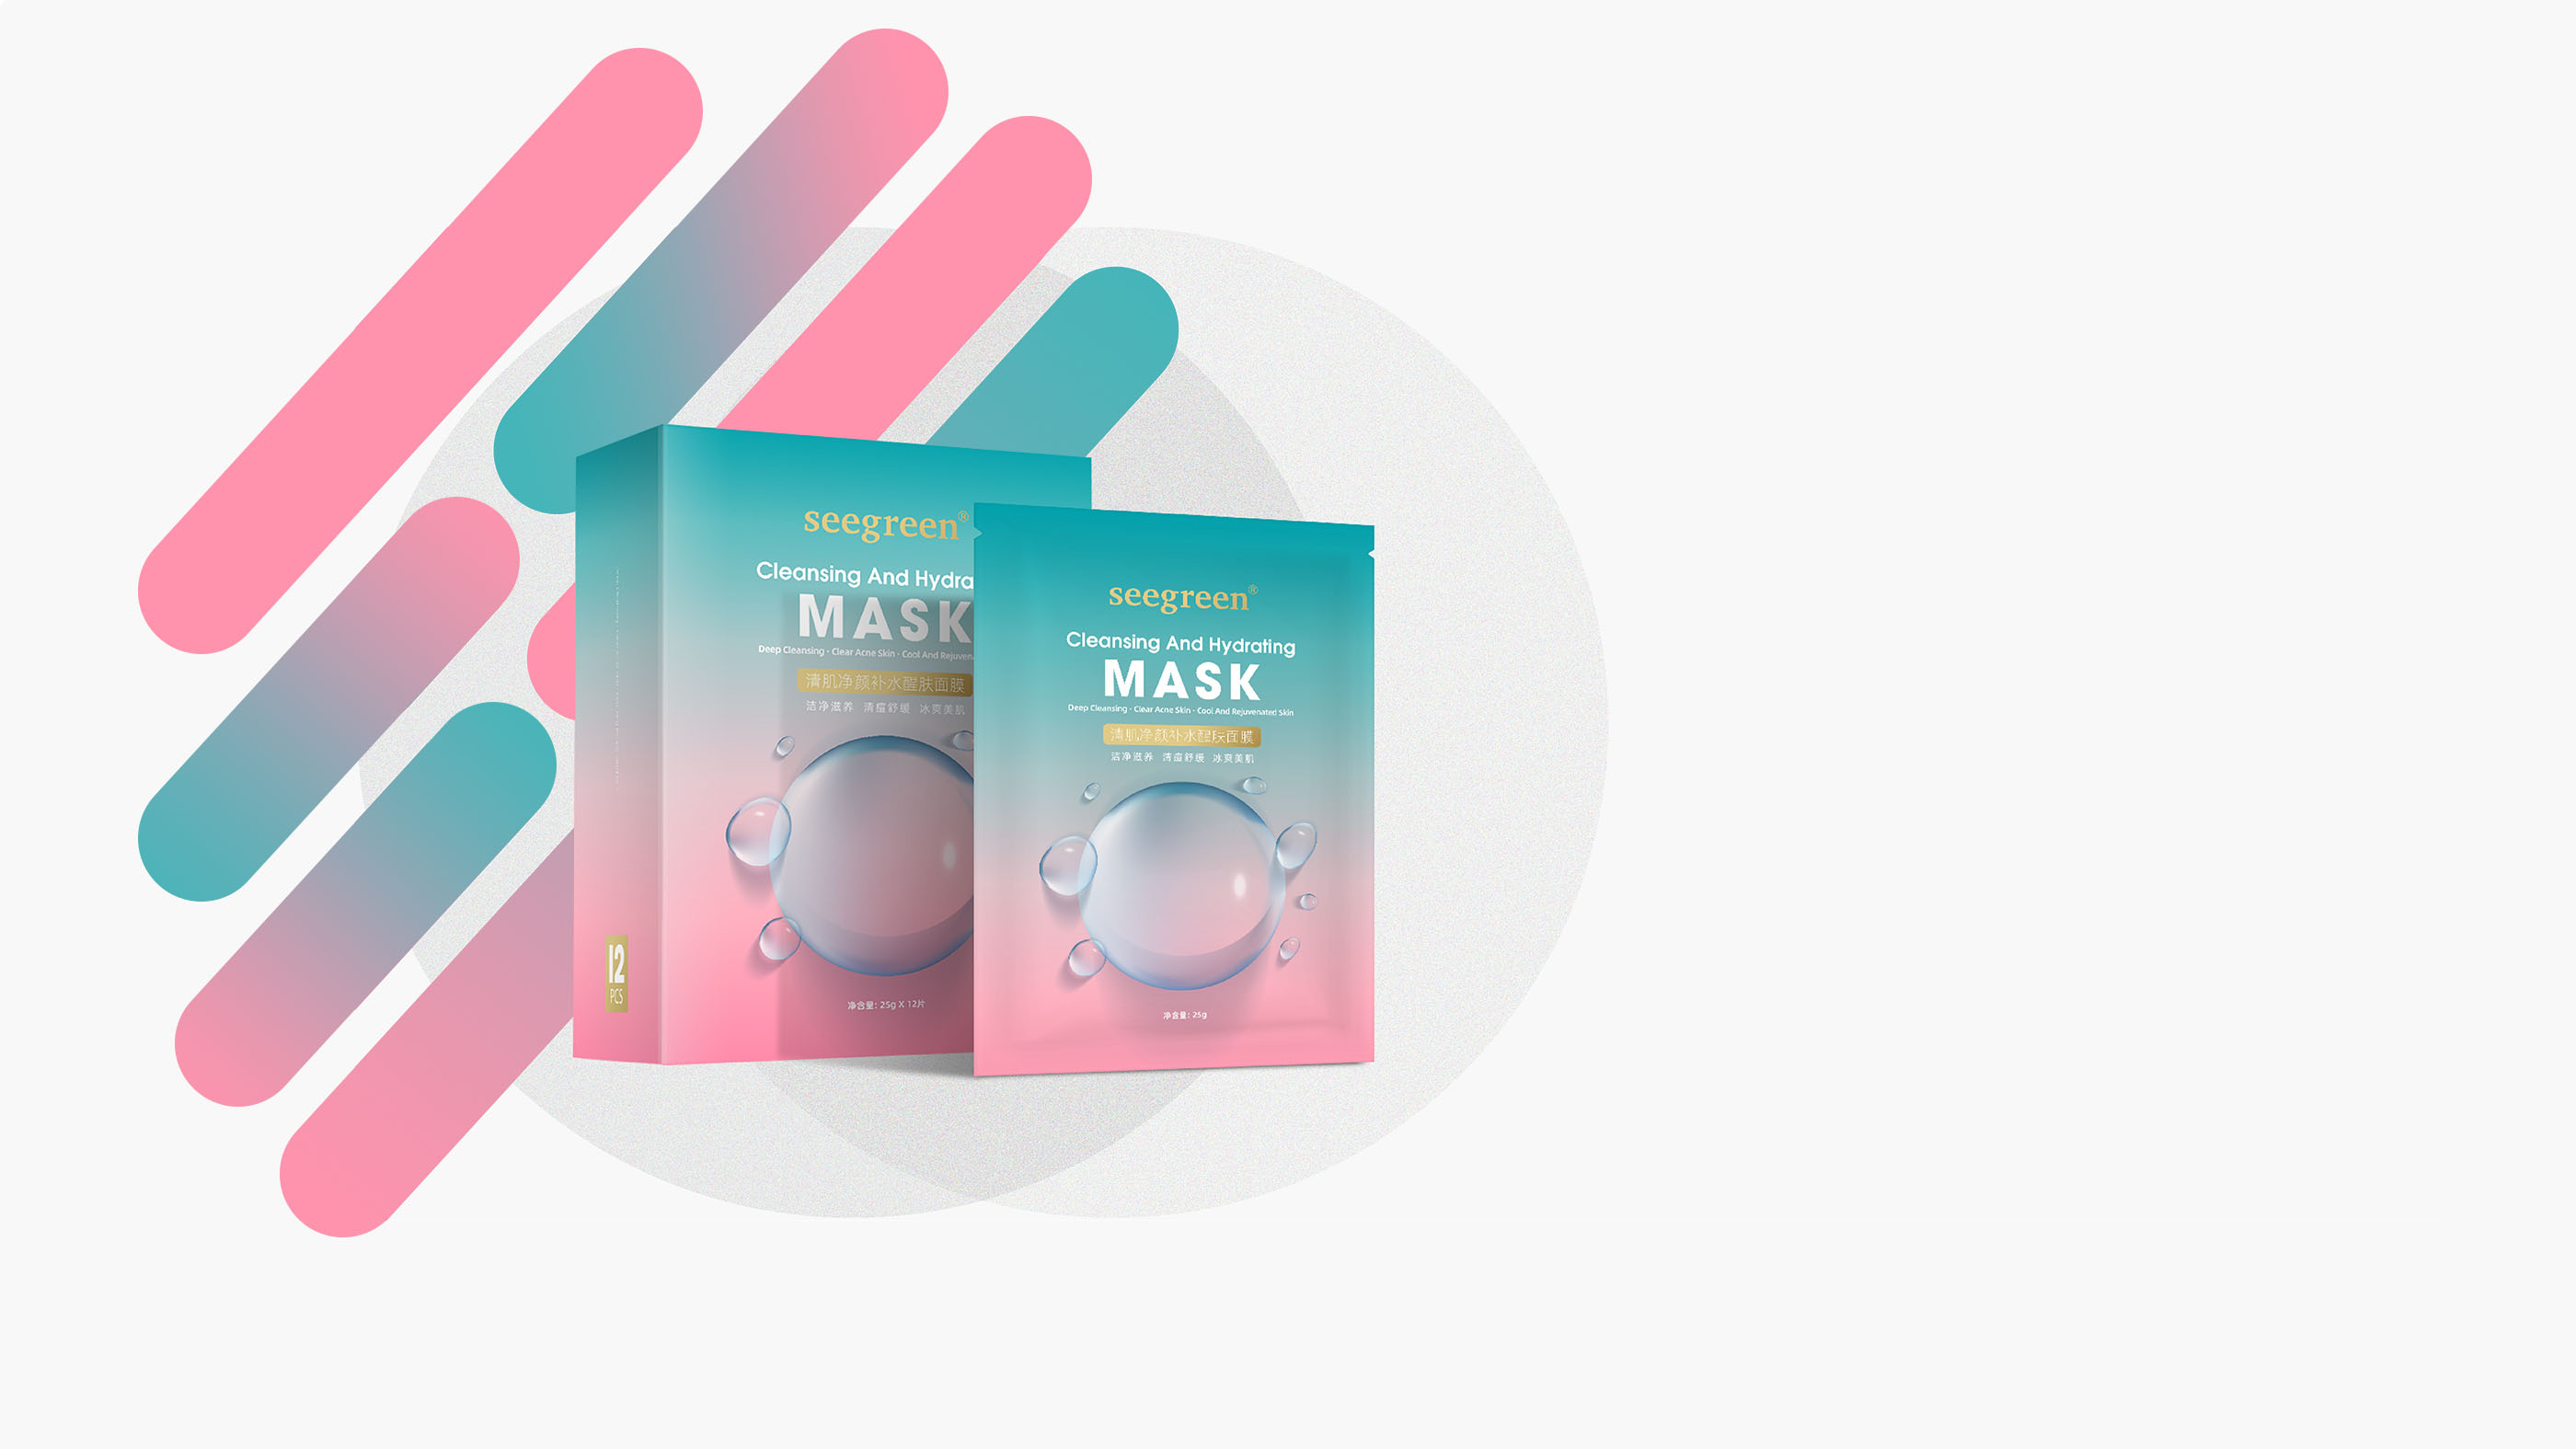 seegreen®
Cleansing And Hydra
MASK
Deep Cleansing · Clear Acne Skin · Cool And Rejuven
清肌净颜补水醒肤面膜
洁净滋养 清痘舒缓 冰爽美肌
净含量: 25g X 12片
12
PCS
seegreen®
Cleansing And Hydrating
MASK
Deep Cleansing · Clear Acne Skin · Cool And Rejuvenated Skin
清肌净颜补水醒肤面膜
洁净滋养 清痘舒缓 冰爽美肌
净含量: 25g